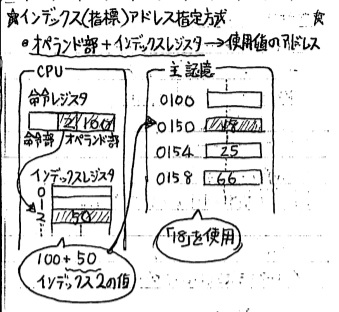 ☆インデックス(指標)アドレス指定方式 ☆
オペランド部+インデックスレジスタ→使用値のアドレス
CPU
命令レジスタ
2 100
命令部 オペランド部
インデックスレジスタ
0
1
2 50
100+50
インデックス2の値
主記憶
0100
0150 18
0154 25
0158 66
「18」を使用